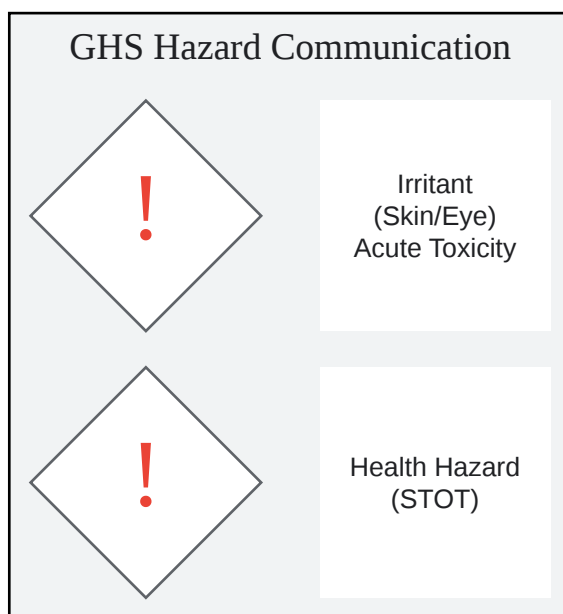 GHS Hazard Communication
!
Irritant
(Skin/Eye)
Acute Toxicity
!
Health Hazard
(STOT)